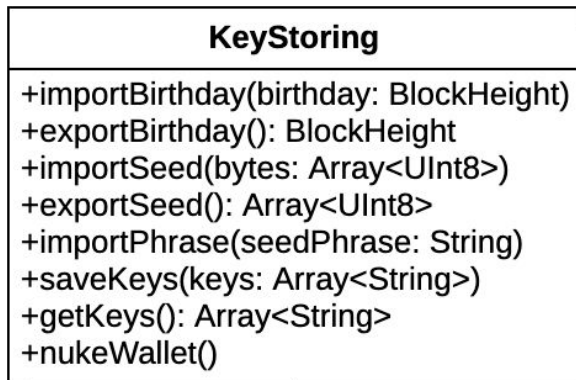 KeyStoring
+importBirthday(birthday: BlockHeight)
+exportBirthday(): BlockHeight
+importSeed(bytes: Array<UInt8>)
+exportSeed(): Array<UInt8>
+importPhrase(seedPhrase: String)
+saveKeys(keys: Array<String>)
+getKeys(): Array<String>
+nukeWallet()